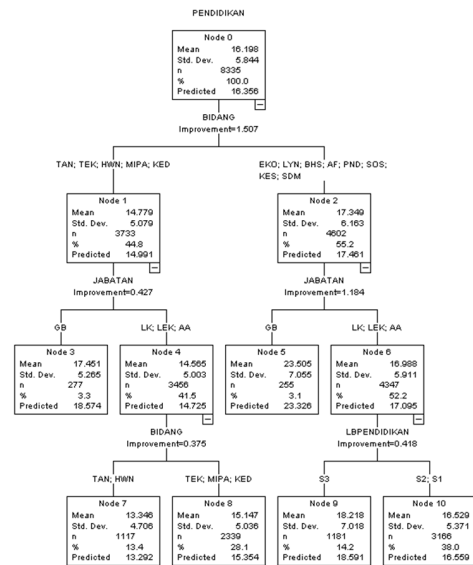 PENDIDIKAN
Node 0
Mean 16.198
Std. Dev. 5.844
n 8335
% 100.0
Predicted 16.356
BIDANG
Improvement=1.507
TAN; TEK; HWN; MIPA; KED
EKO; LYN; BHS; AF; PND; SOS;
KES; SDM
Node 1
Mean 14.779
Std. Dev. 5.079
n 3733
% 44.8
Predicted 14.991
Node 2
Mean 17.349
Std. Dev. 6.163
n 4602
% 55.2
Predicted 17.461
JABATAN
Improvement=0.427
JABATAN
Improvement=1.184
GB
LK; LEK; AA
GB
LK; LEK; AA
Node 3
Mean 17.451
Std. Dev. 5.265
n 277
% 3.3
Predicted 18.574
Node 4
Mean 14.565
Std. Dev. 5.003
n 3456
% 41.5
Predicted 14.725
Node 5
Mean 23.505
Std. Dev. 7.055
n 255
% 3.1
Predicted 23.326
Node 6
Mean 16.988
Std. Dev. 5.911
n 4347
% 52.2
Predicted 17.095
BIDANG
Improvement=0.375
LBPENDIDIKAN
Improvement=0.418
TAN; HWN
TEK; MIPA; KED
S3
S2; S1
Node 7
Mean 13.346
Std. Dev. 4.706
n 1117
% 13.4
Predicted 13.292
Node 8
Mean 15.147
Std. Dev. 5.036
n 2339
% 28.1
Predicted 15.354
Node 9
Mean 18.218
Std. Dev. 7.018
n 1181
% 14.2
Predicted 18.591
Node 10
Mean 16.529
Std. Dev. 5.371
n 3166
% 38.0
Predicted 16.559